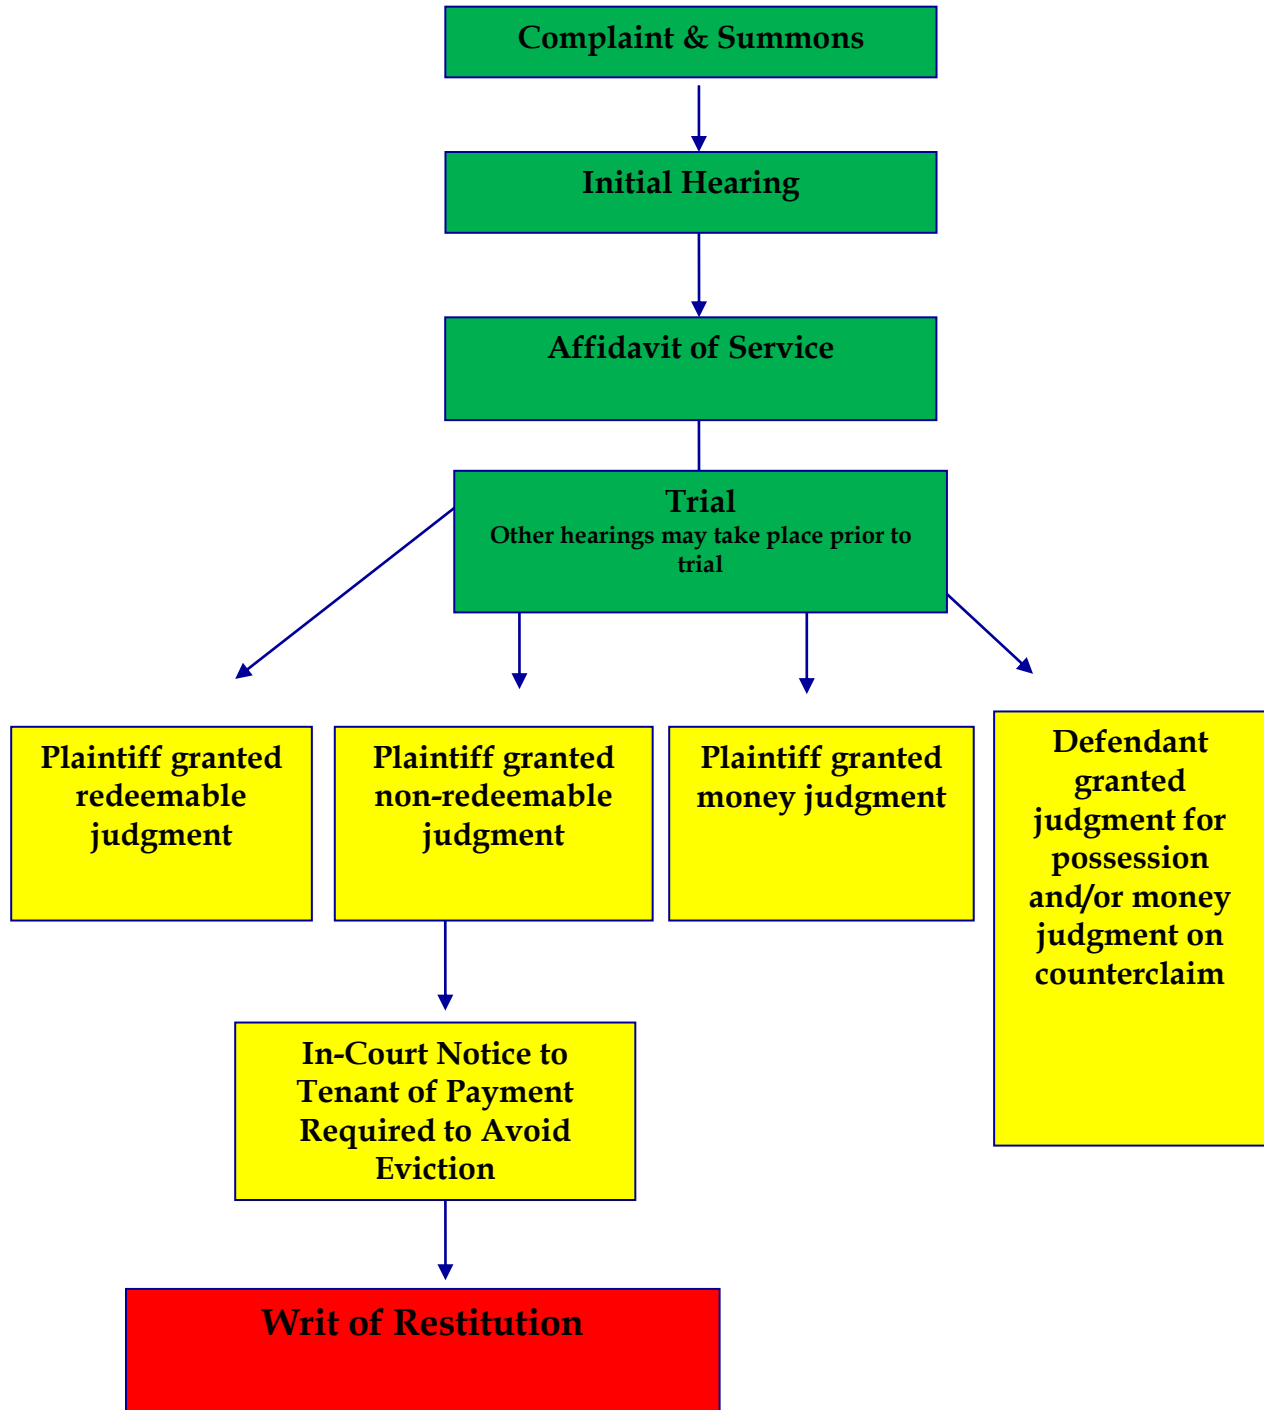 Complaint & Summons
Initial Hearing
Affidavit of Service
Trial
Other hearings may take place prior to
trial
Plaintiff granted
redeemable
judgment
Plaintiff granted
non-redeemable
judgment
Plaintiff granted
money judgment
Defendant
granted
judgment for
possession
and/or money
judgment on
counterclaim
In-Court Notice to
Tenant of Payment
Required to Avoid
Eviction
Writ of Restitution